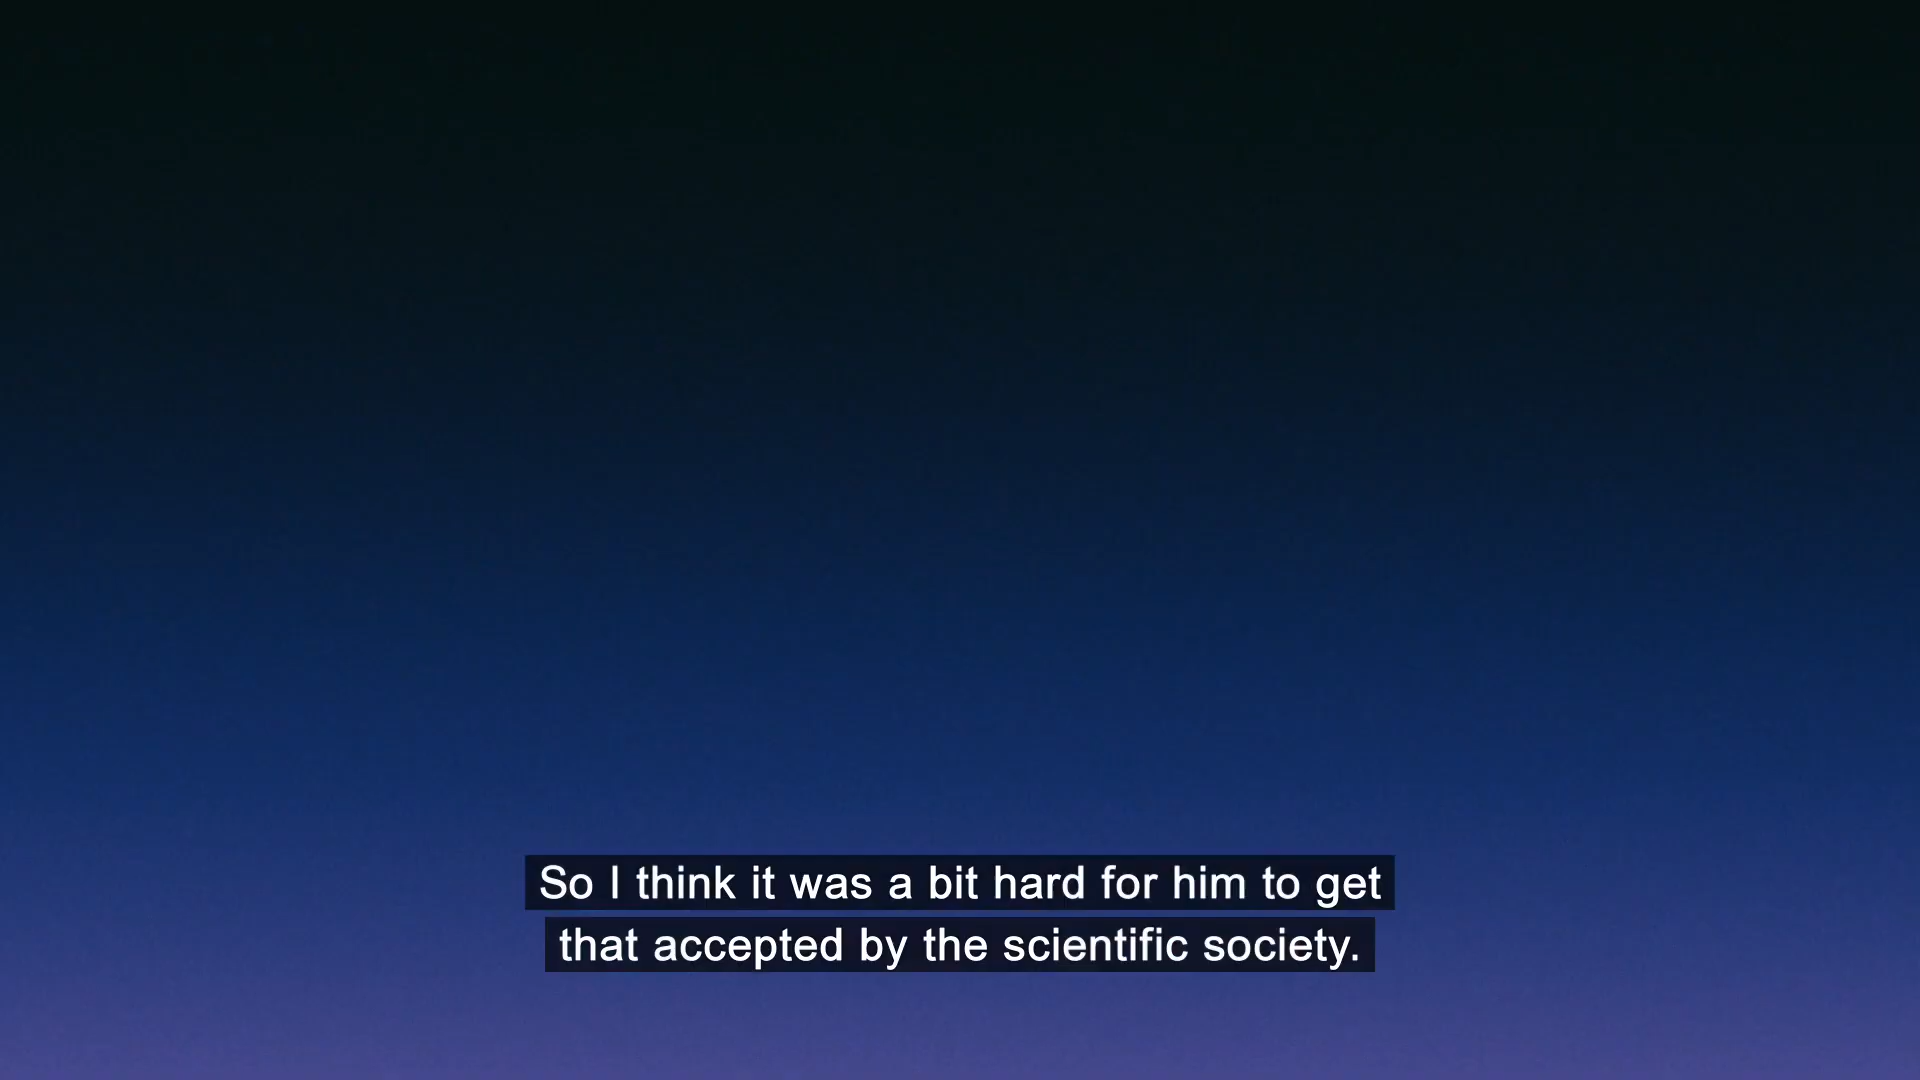 So I think it was a bit hard for him to get
that accepted by the scientific society.